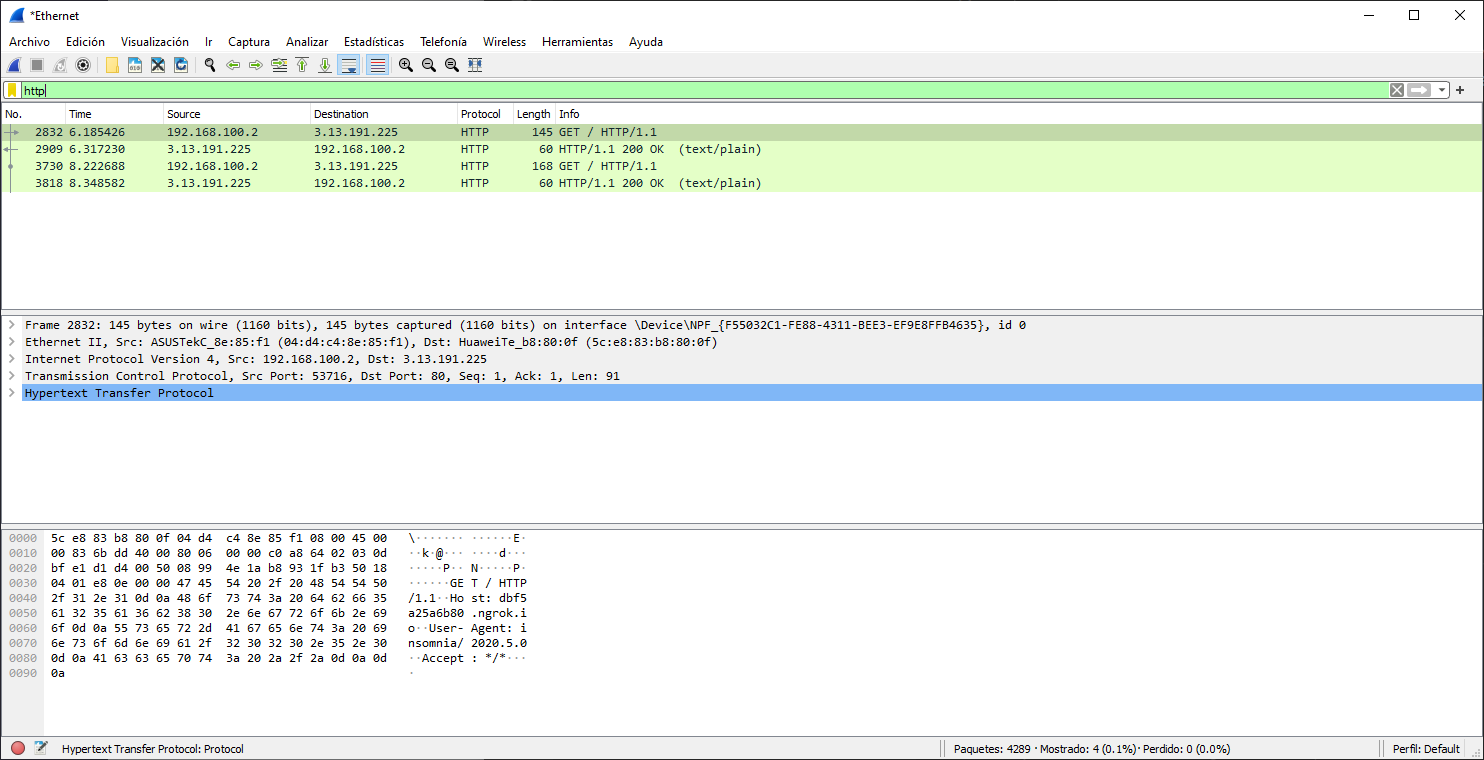 *Ethernet
Archivo Edición Visualización Ir Captura Analizar Estadísticas Telefonía Wireless Herramientas Ayuda
http
No. Time Source Destination Protocol Length Info
2832 6.185426 192.168.100.2 3.13.191.225 HTTP 145 GET / HTTP/1.1
2909 6.317230 3.13.191.225 192.168.100.2 HTTP 60 HTTP/1.1 200 OK (text/plain)
3730 8.222688 192.168.100.2 3.13.191.225 HTTP 168 GET / HTTP/1.1
3818 8.348582 3.13.191.225 192.168.100.2 HTTP 60 HTTP/1.1 200 OK (text/plain)
Frame 2832: 145 bytes on wire (1160 bits), 145 bytes captured (1160 bits) on interface \Device\NPF_{F55032C1-FE88-4311-BEE3-EF9E8FFB4635}, id 0
Ethernet II, Src: ASUSTekC_8e:85:f1 (04:d4:c4:8e:85:f1), Dst: HuaweiTe_b8:80:0f (5c:e8:83:b8:80:0f)
Internet Protocol Version 4, Src: 192.168.100.2, Dst: 3.13.191.225
Transmission Control Protocol, Src Port: 53716, Dst Port: 80, Seq: 1, Ack: 1, Len: 91
Hypertext Transfer Protocol
0000 5c e8 83 b8 80 0f 04 d4 c4 8e 85 f1 08 00 45 00 \······· ······E·
0010 00 83 6b dd 40 00 80 06 00 00 c0 a8 64 02 03 0d ··k·@··· ····d···
0020 bf e1 d1 d4 00 50 08 99 4e 1a b8 93 1f b3 50 18 ·····P·· N·····P·
0030 04 01 e8 0e 00 00 47 45 54 20 2f 20 48 54 54 50 ······GE T / HTTP
0040 2f 31 2e 31 0d 0a 48 6f 73 74 3a 20 64 62 66 35 /1.1··Ho st: dbf5
0050 61 32 35 61 36 62 38 30 2e 6e 67 72 6f 6b 2e 69 a25a6b80 .ngrok.i
0060 6f 0d 0a 55 73 65 72 2d 41 67 65 6e 74 3a 20 69 o··User- Agent: i
0070 6e 73 6f 6d 6e 69 61 2f 32 30 32 30 2e 35 2e 30 nsomnia/ 2020.5.0
0080 0d 0a 41 63 63 65 70 74 3a 20 2a 2f 2a 0d 0a 0d ··Accept : */*···
0090 0a ·
Hypertext Transfer Protocol: Protocol Paquetes: 4289 · Mostrado: 4 (0.1%) · Perdido: 0 (0.0%) Perfil: Default